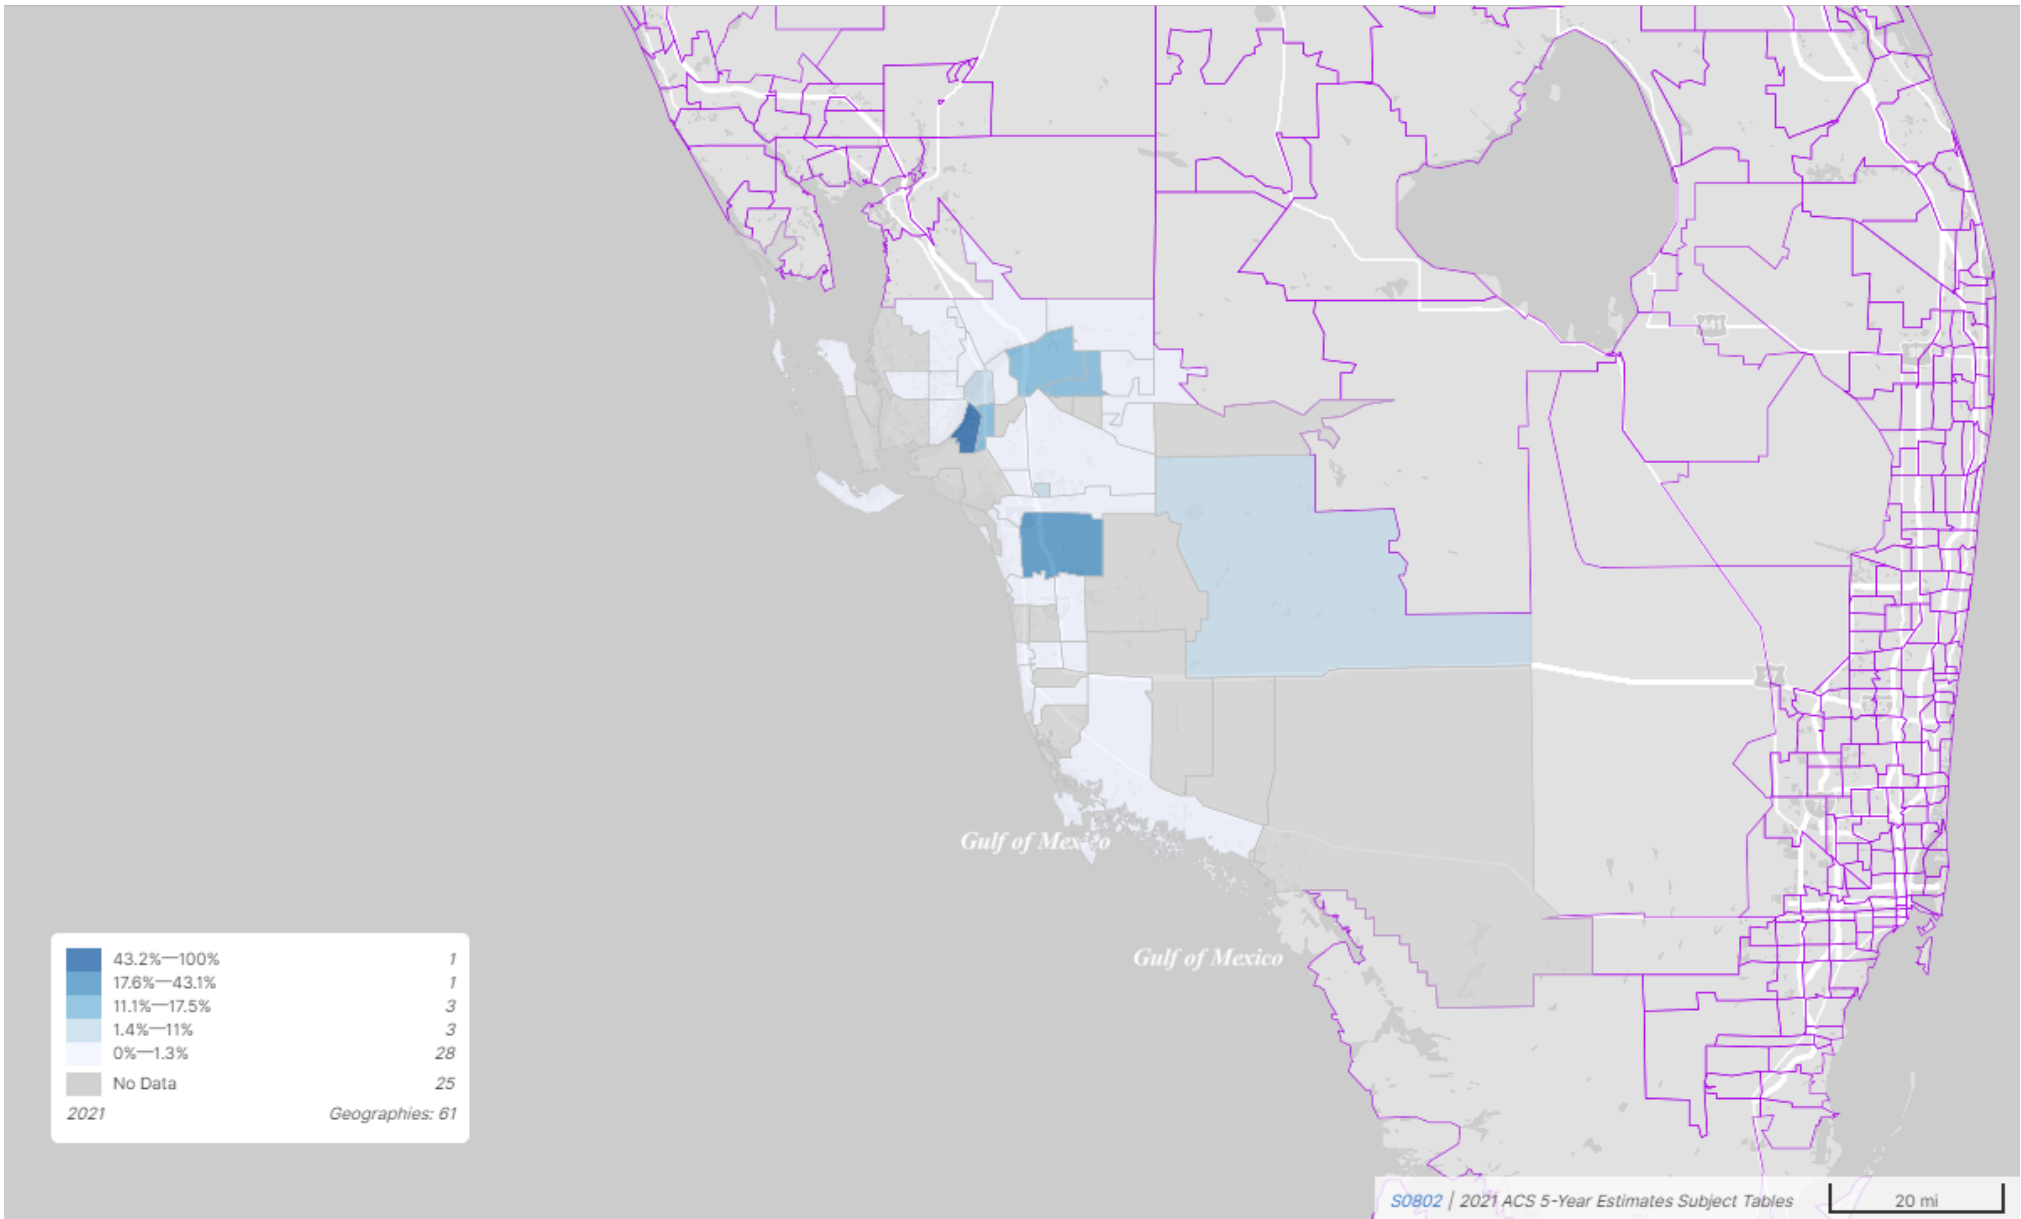 441
98
Gulf of Mexico
Gulf of Mexico
43.2%—100% 1
17.6%—43.1% 1
11.1%—17.5% 3
1.4%—11% 3
0%—1.3% 28
No Data 25
2021 Geographies: 61
S0802 | 2021 ACS 5-Year Estimates Subject Tables
20 mi